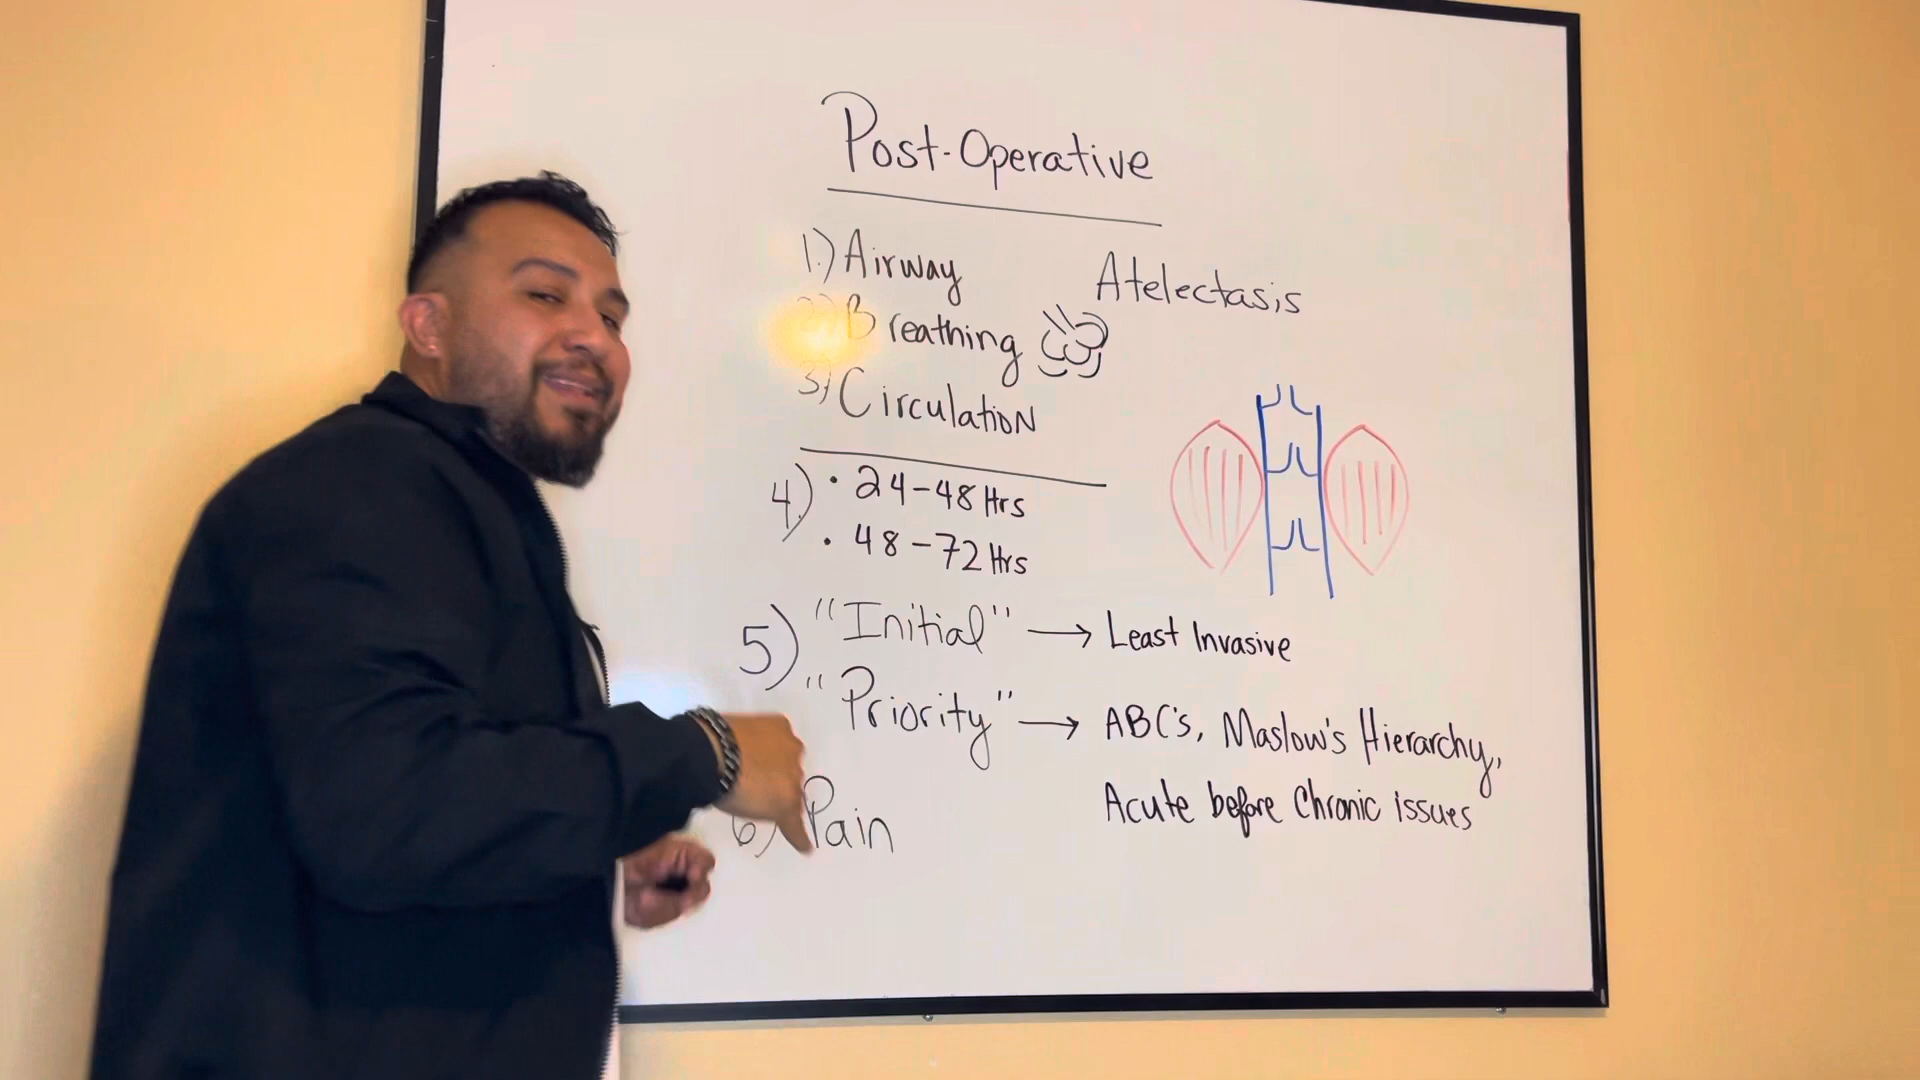 Post-Operative
1.) Airway
Atelectasis
2) Breathing
3) Circulation
4.) • 24-48 Hrs
• 48-72 Hrs
5) "Initial" → Least Invasive
"Priority" → ABC's, Maslow's Hierarchy,
Acute before Chronic issues
6) Pain